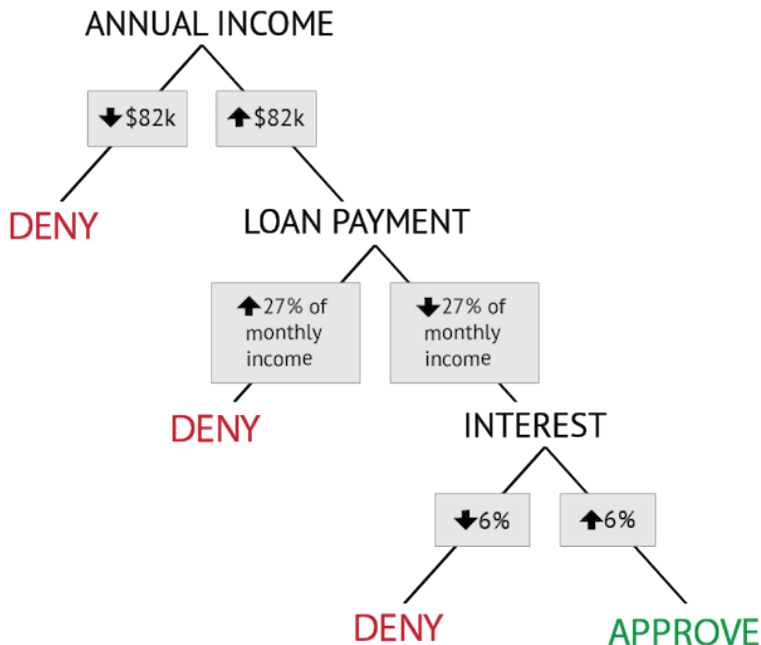 ANNUAL INCOME
$82k
$82k
DENY
LOAN PAYMENT
27% of
monthly
income
27% of
monthly
income
DENY
INTEREST
6%
6%
DENY
APPROVE